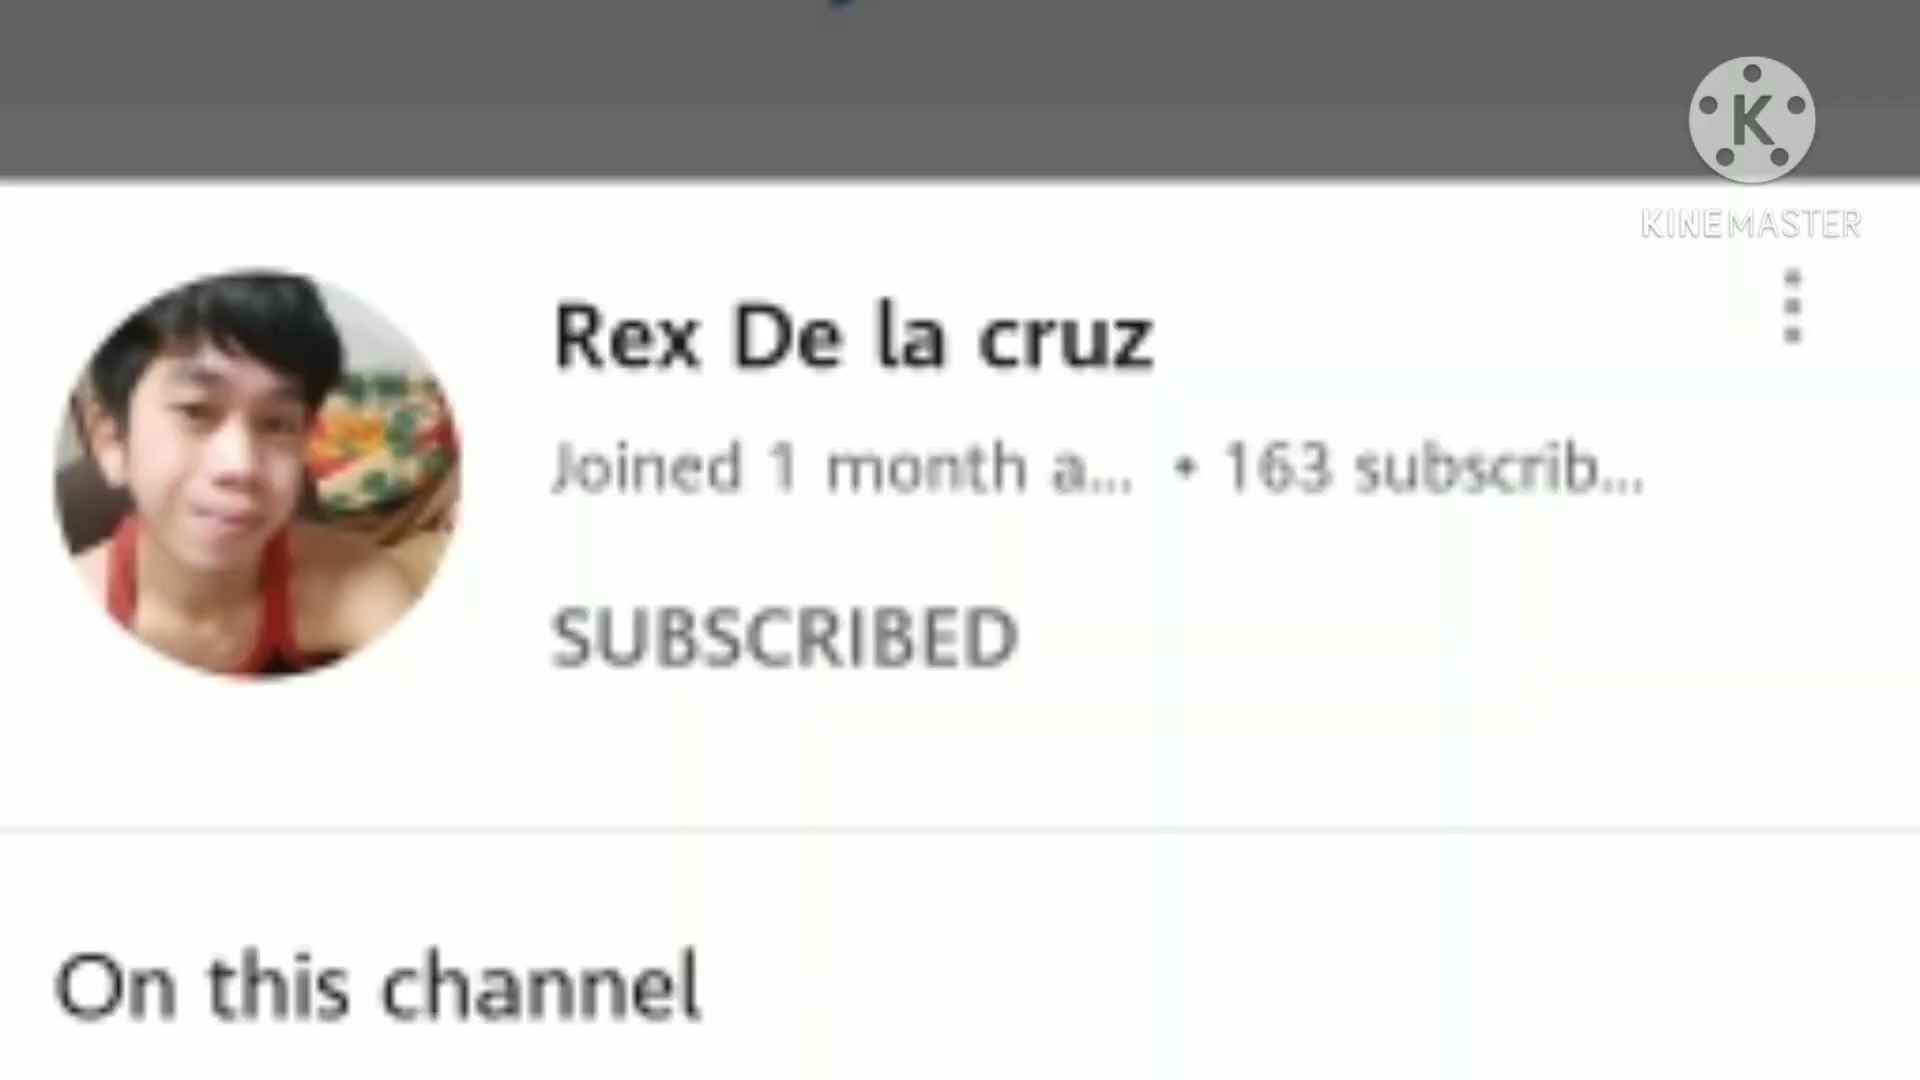 K
KINEMASTER
Rex De la cruz
Joined 1 month a... • 163 subscrib...
SUBSCRIBED
On this channel